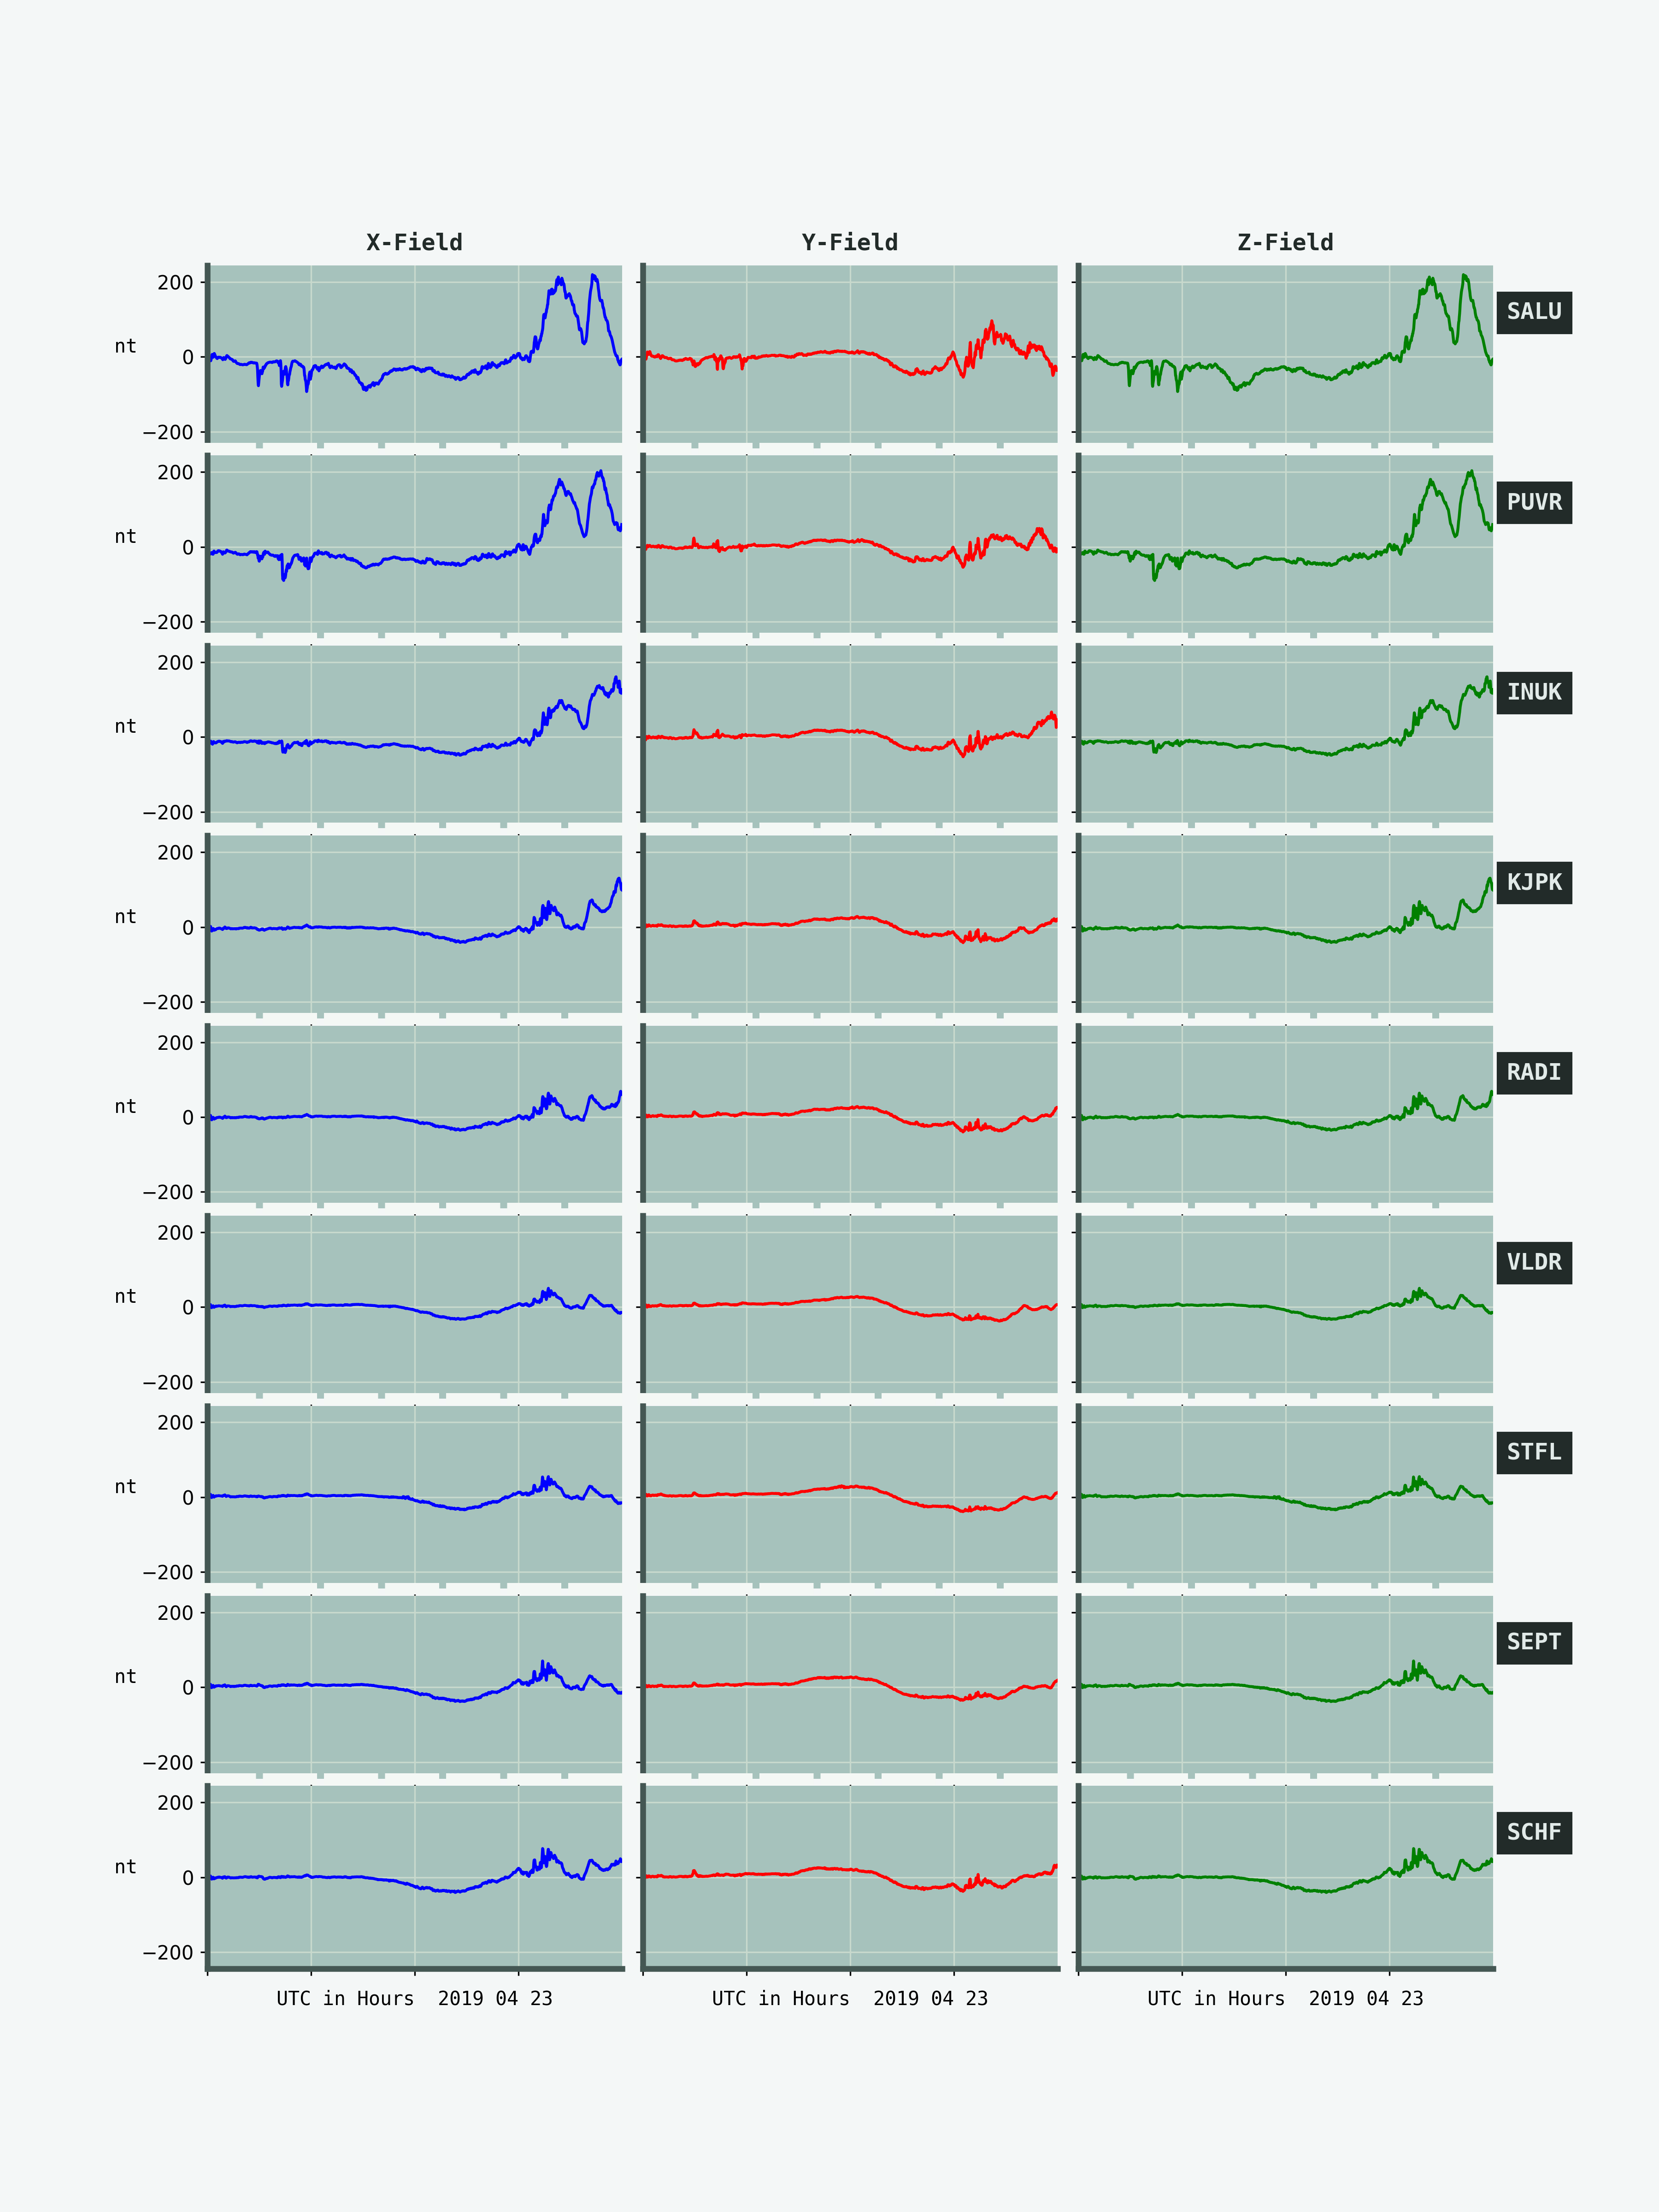 X-Field Y-Field Z-Field
200
nt 0 SALU
−200
200
nt 0 PUVR
−200
200
nt 0 INUK
−200
200
nt 0 KJPK
−200
200
nt 0 RADI
−200
200
nt 0 VLDR
−200
200
nt 0 STFL
−200
200
nt 0 SEPT
−200
200
nt 0 SCHF
−200
UTC in Hours 2019 04 23 UTC in Hours 2019 04 23 UTC in Hours 2019 04 23